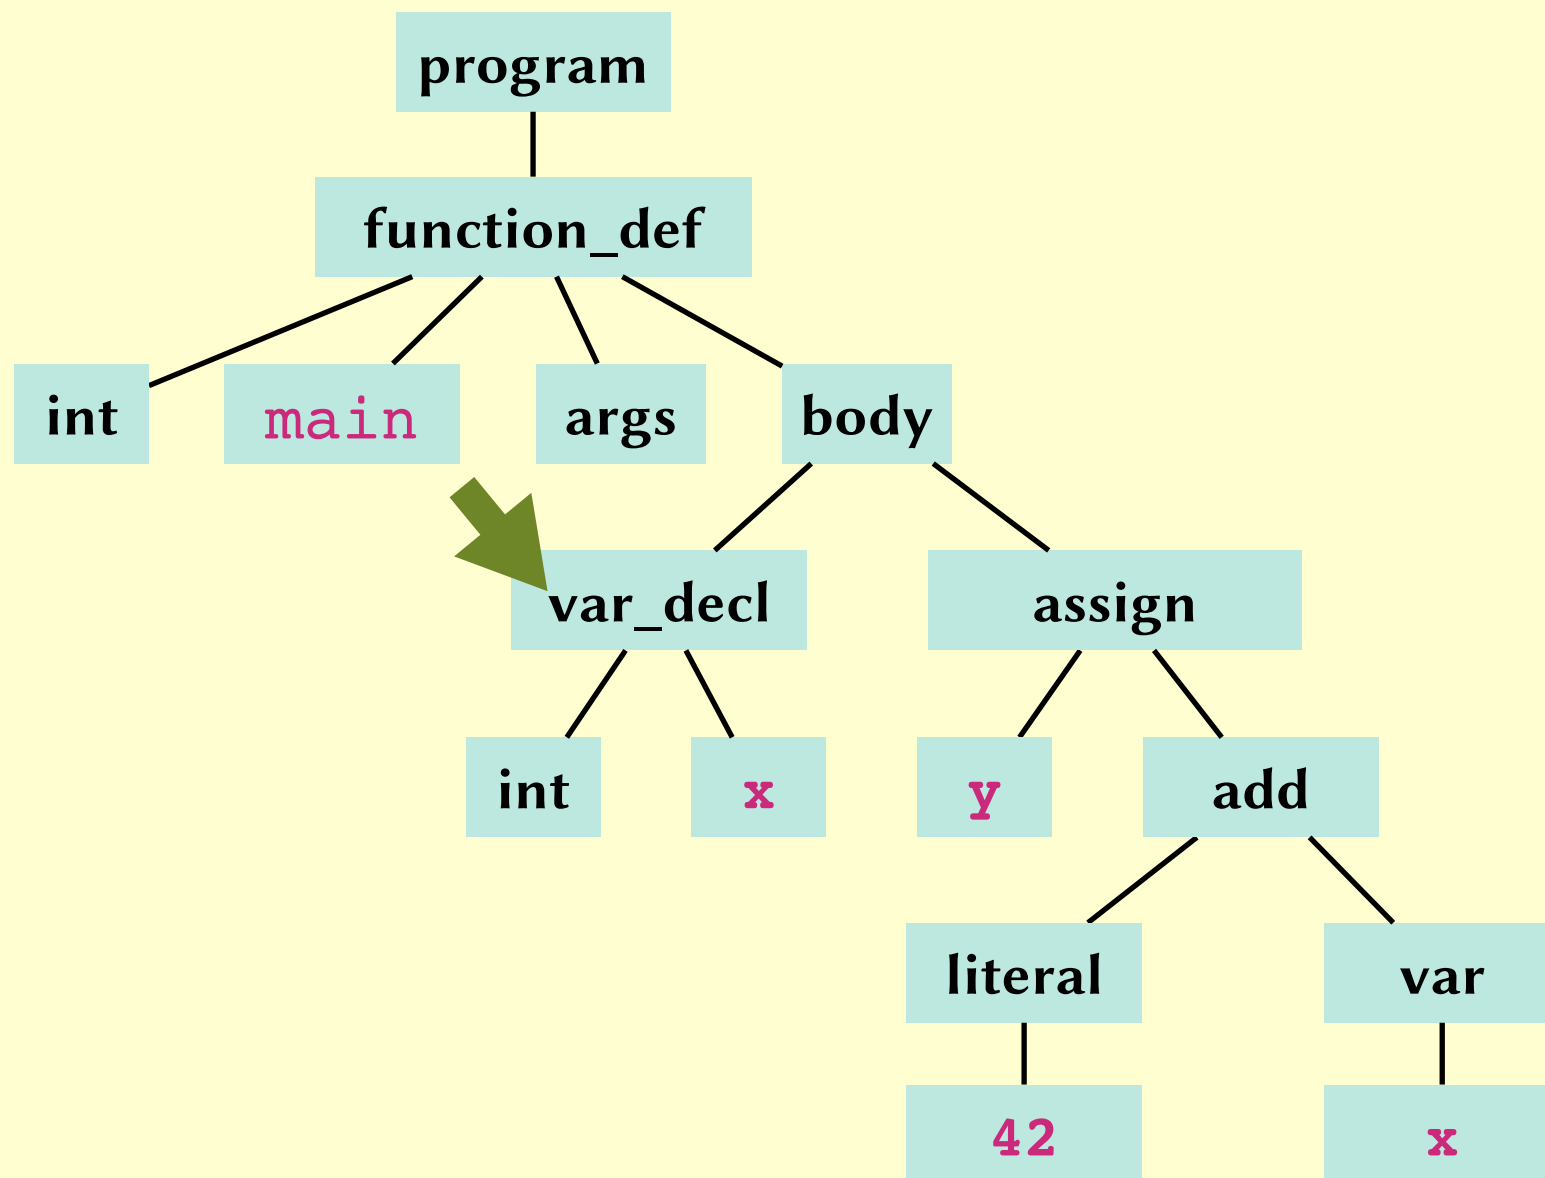 program
function_def
int main args body
var_decl assign
int x y add
literal var
42 x